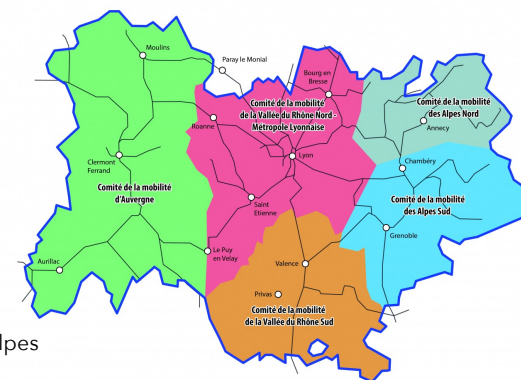 Moulins
Paray le Monial
Bourg en
Bresse
Comité de la mobilité
de la Vallée du Rhône Nord -
Métropole Lyonnaise
Comité de la mobilité
des Alpes Nord
Roanne
Annecy
Clermont
Ferrand
Lyon
Chambéry
Comité de la mobilité
d'Auvergne
Saint
Etienne
Comité de la mobilité
des Alpes Sud
Grenoble
Le Puy
en Velay
Aurillac
Valence
Privas
Comité de la mobilité
de la Vallée du Rhône Sud
lpes